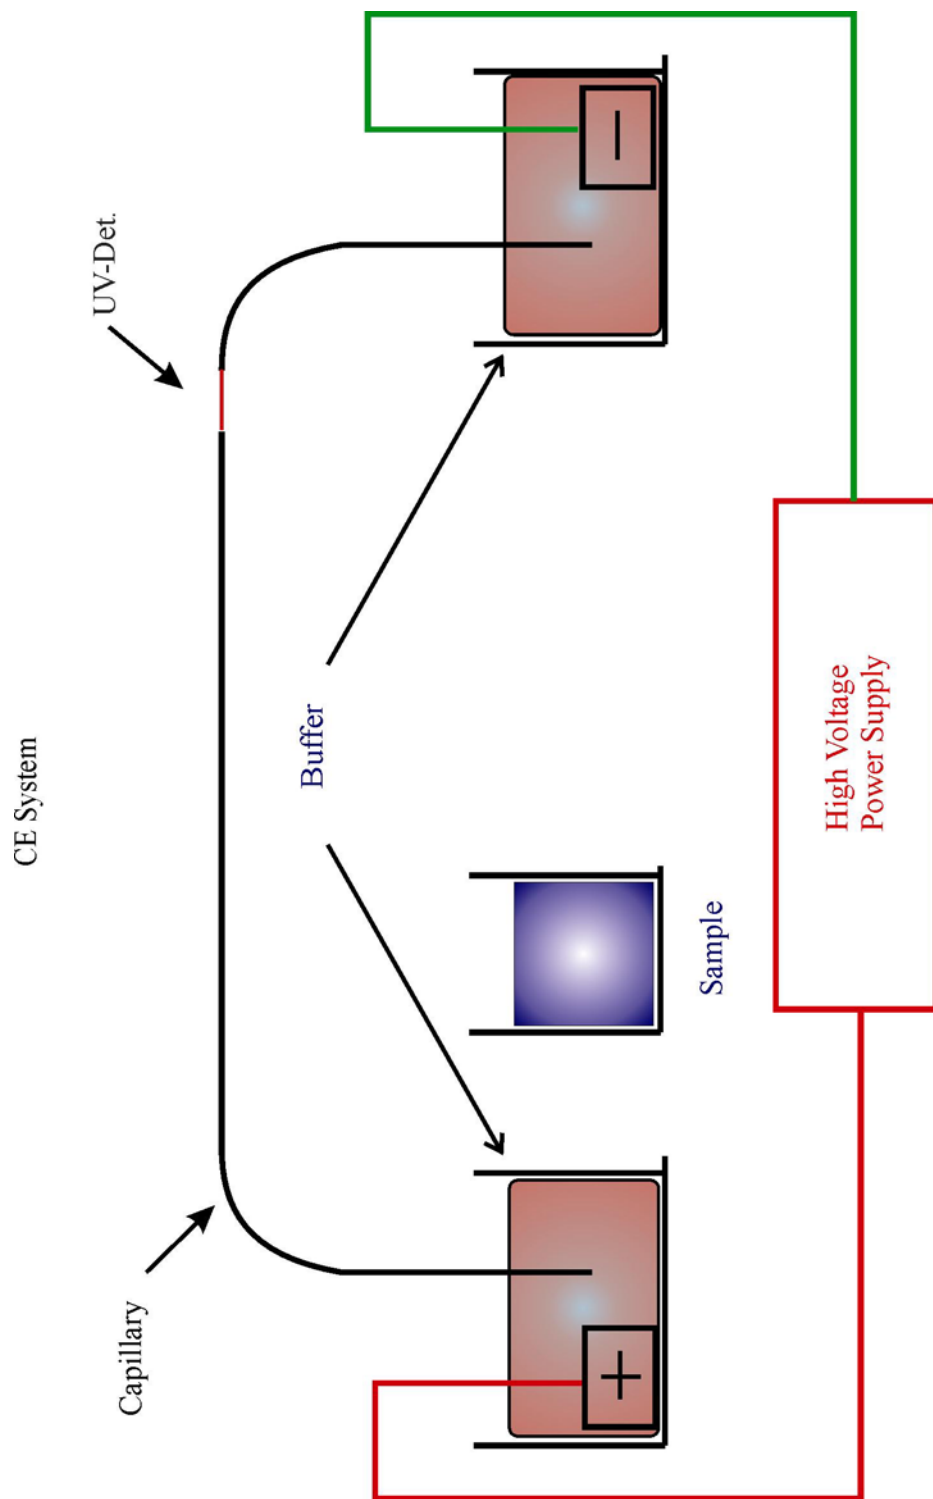 CE System
Capillary
UV-Det.
Buffer
Sample
High Voltage
Power Supply
+
−